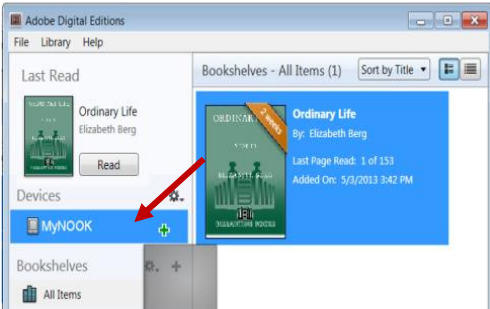 Adobe Digital Editions
File Library Help
Last Read
Ordinary Life
Elizabeth Berg
Read
Devices
MyNOOK
Bookshelves
All Items
Bookshelves - All Items (1) Sort by Title
2 weeks
Ordinary Life
By: Elizabeth Berg
Last Page Read: 1 of 153
Added On: 5/3/2013 3:42 PM